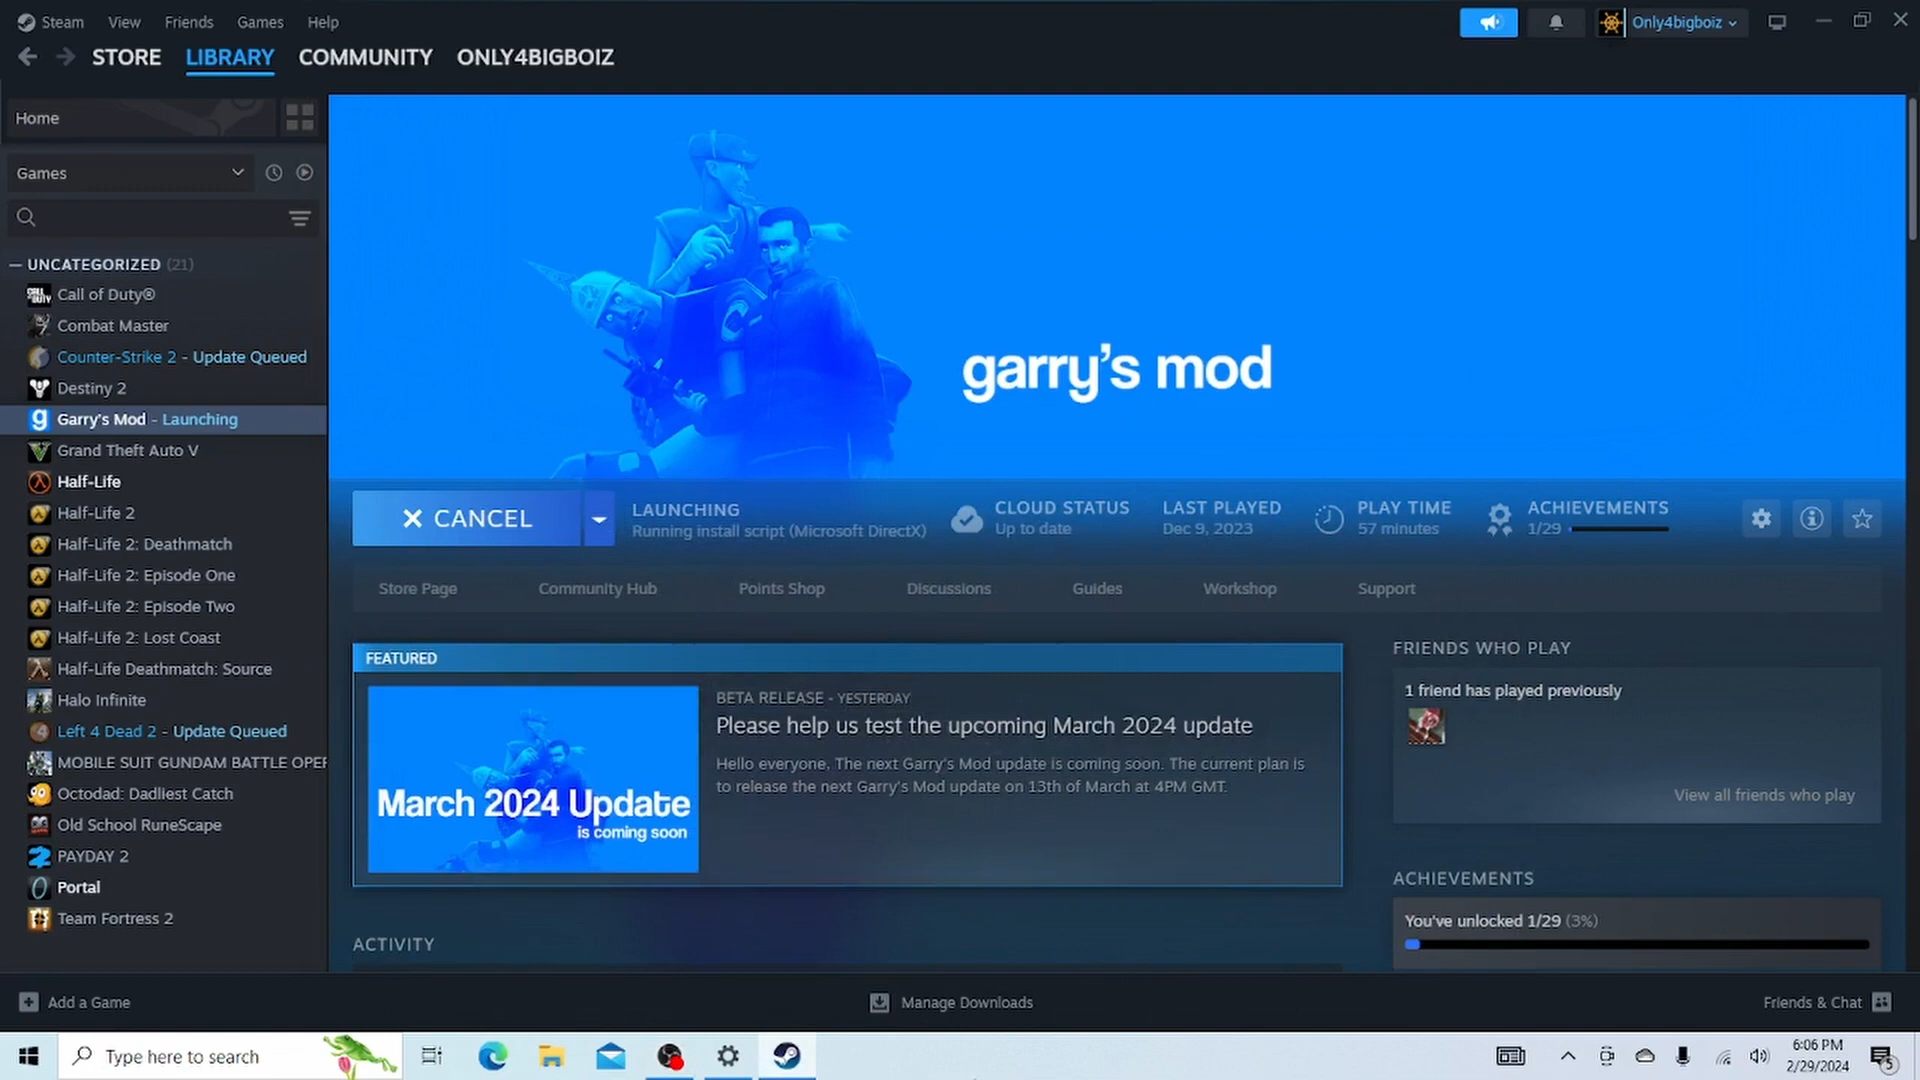 Steam View Friends Games Help
Only4bigboiz
STORE LIBRARY COMMUNITY ONLY4BIGBOIZ
Home
Games
UNCATEGORIZED (21)
Call of Duty®
Combat Master
Counter-Strike 2 - Update Queued
Destiny 2
Garry's Mod - Launching
Grand Theft Auto V
Half-Life
Half-Life 2
Half-Life 2: Deathmatch
Half-Life 2: Episode One
Half-Life 2: Episode Two
Half-Life 2: Lost Coast
Half-Life Deathmatch: Source
Halo Infinite
Left 4 Dead 2 - Update Queued
MOBILE SUIT GUNDAM BATTLE OPER
Octodad: Dadliest Catch
Old School RuneScape
PAYDAY 2
Portal
Team Fortress 2
garry's mod
CANCEL
LAUNCHING
Running install script (Microsoft DirectX)
CLOUD STATUS
Up to date
LAST PLAYED
Dec 9, 2023
PLAY TIME
57 minutes
ACHIEVEMENTS
1/29
Store Page Community Hub Points Shop Discussions Guides Workshop Support
FEATURED
March 2024 Update
is coming soon
BETA RELEASE - YESTERDAY
Please help us test the upcoming March 2024 update
Hello everyone, The next Garry's Mod update is coming soon. The current plan is
to release the next Garry's Mod update on 13th of March at 4PM GMT.
FRIENDS WHO PLAY
1 friend has played previously
View all friends who play
ACHIEVEMENTS
You've unlocked 1/29 (3%)
ACTIVITY
Add a Game
Manage Downloads
Friends & Chat
Type here to search
6:06 PM
2/29/2024
5